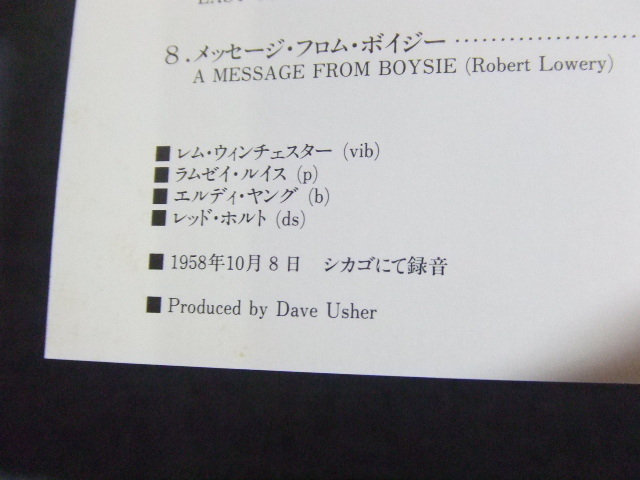 8.メッセージ・フロム・ボイジー ……………………
A MESSAGE FROM BOYSIE (Robert Lowery)
■ レム・ウィンチェスター (vib)
■ ラムゼイ・ルイス (p)
■ エルディ・ヤング (b)
■ レッド・ホルト (ds)
■ 1958年10月8日　シカゴにて録音
■ Produced by Dave Usher